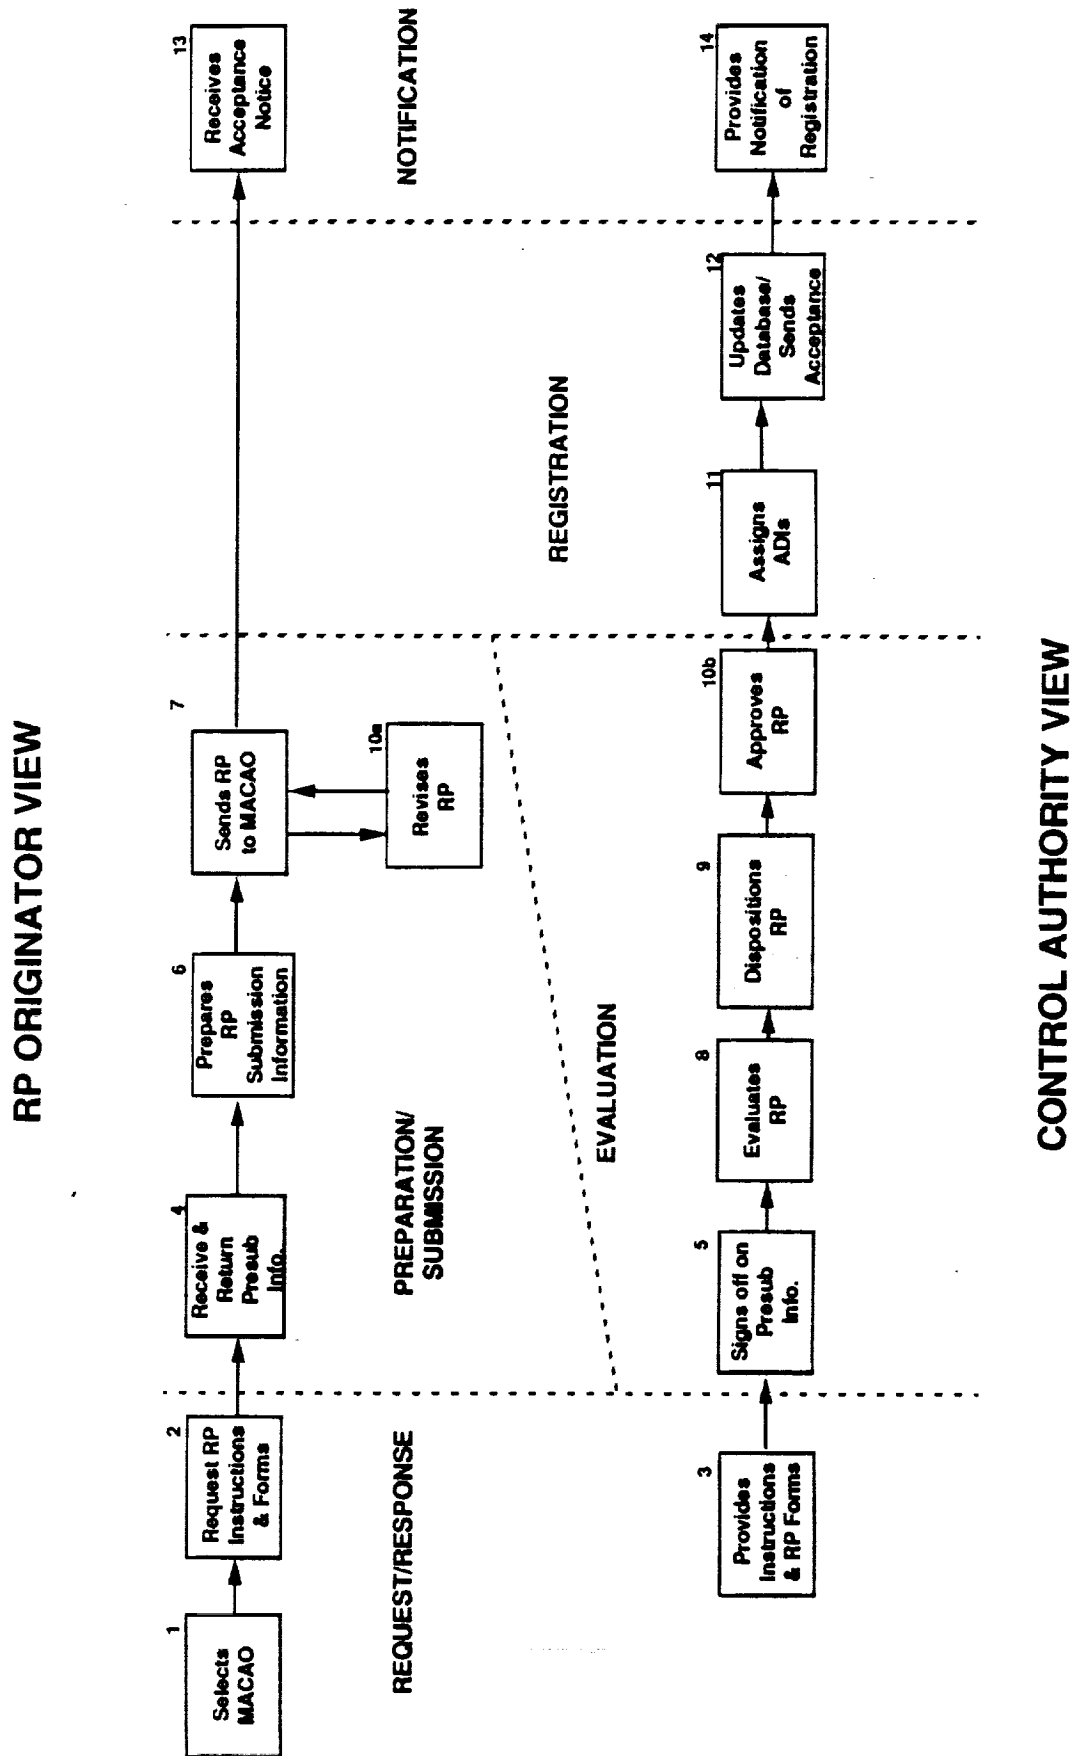 RP ORIGINATOR VIEW
1
Selects
MACAO
2
Request RP
Instructions
& Forms
4
Receive &
Return
Presub
Info.
6
Prepares
RP
Submission
Information
7
Sends RP
to MACAO
10a
Revises
RP
13
Receives
Acceptance
Notice
REQUEST/RESPONSE
PREPARATION/
SUBMISSION
EVALUATION
REGISTRATION
NOTIFICATION
3
Provides
Instructions
& RP Forms
5
Signs off on
Presub
Info.
8
Evaluates
RP
9
Dispositions
RP
10b
Approves
RP
11
Assigns
ADIs
12
Updates
Database/
Sends
Acceptance
14
Provides
Notification
of
Registration
CONTROL AUTHORITY VIEW